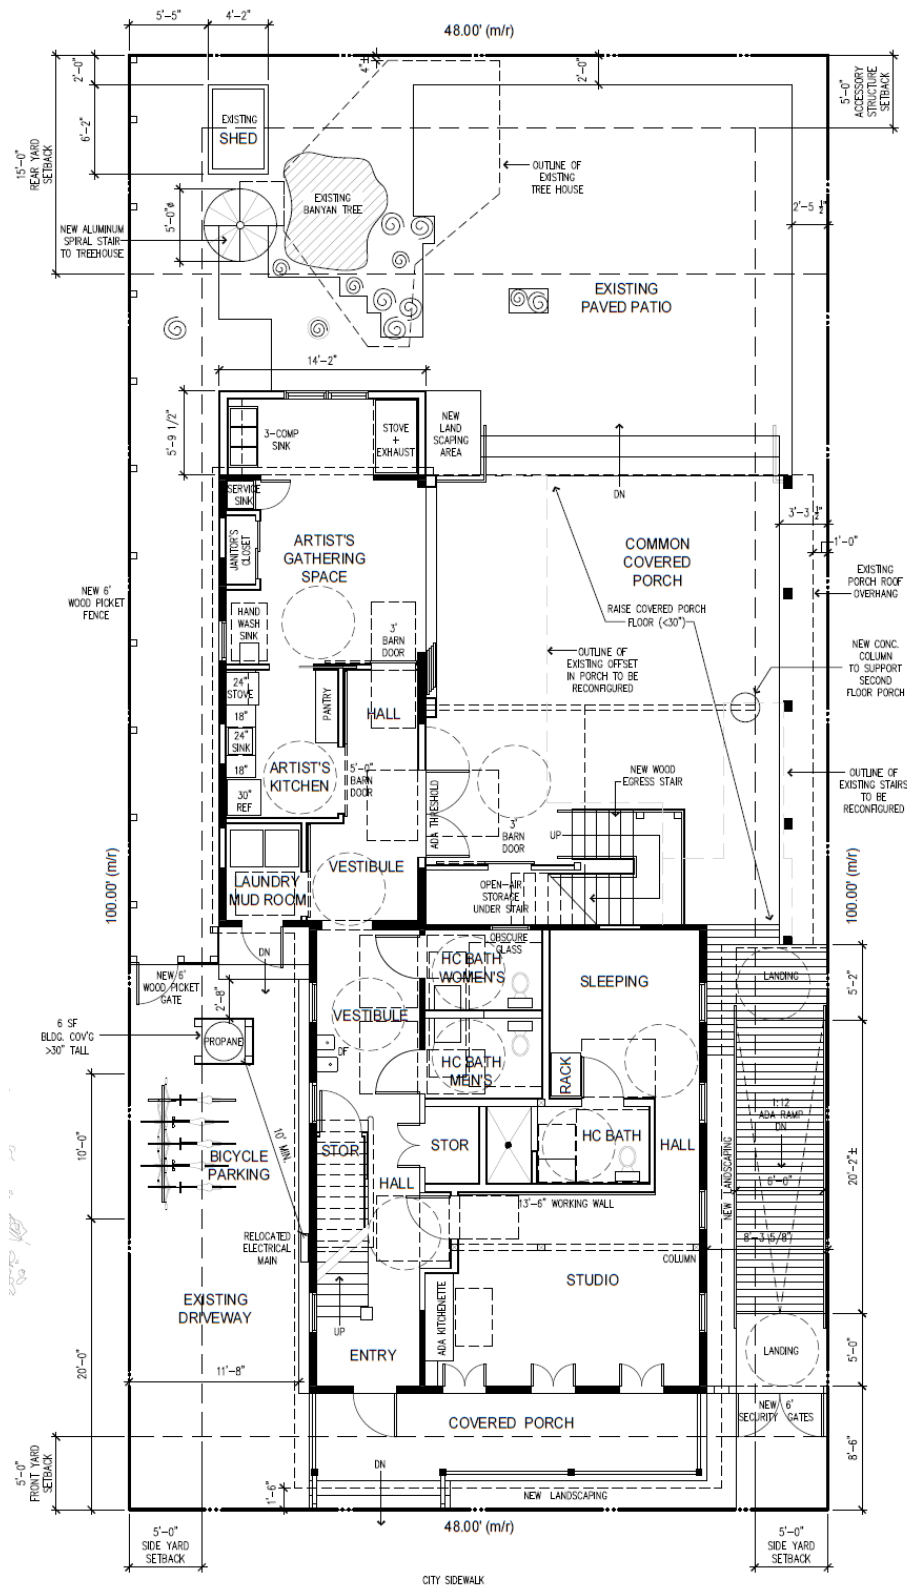 5'-5"
4'-2"
48.00' (m/r)
2'-0"
4"±
2'-0"
5'-0"
ACCESSORY
STRUCTURE
SETBACK
6'-2"
15'-0"
REAR YARD
SETBACK
EXISTING
SHED
EXISTING
BANYAN TREE
OUTLINE OF
EXISTING
TREE HOUSE
5'-0"ø
NEW ALUMINUM
SPIRAL STAIR
TO TREEHOUSE
2'-5 1/2"
EXISTING
PAVED PATIO
14'-2"
5'-9 1/2"
3-COMP
SINK
STOVE
+
EXHAUST
NEW
LAND
SCAPING
AREA
DN
SERVICE
SINK
JANITOR'S
CLOSET
ARTIST'S
GATHERING
SPACE
COMMON
COVERED
PORCH
3'-3 1/2"
1'-0"
EXISTING
PORCH ROOF
OVERHANG
NEW 6'
WOOD PICKET
FENCE
HAND
WASH
SINK
3'
BARN
DOOR
RAISE COVERED PORCH
FLOOR (<30")
OUTLINE OF
EXISTING OFFSET
IN PORCH TO BE
RECONFIGURED
NEW CONC.
COLUMN
TO SUPPORT
SECOND
FLOOR PORCH
24"
STOVE
18"
24"
SINK
18"
30"
REF
PANTRY
HALL
ARTIST'S
KITCHEN
5'-0"
BARN
DOOR
ADA THRESHOLD
NEW WOOD
EGRESS STAIR
OUTLINE OF
EXISTING STAIRS
TO BE
RECONFIGURED
3'
BARN
DOOR
UP
100.00' (m/r)
100.00' (m/r)
LAUNDRY
MUD ROOM
VESTIBULE
OPEN-AIR
STORAGE
UNDER STAIR
OBSCURE
GLASS
DN
NEW 6'
WOOD PICKET
GATE
2'-8"
HC BATH
WOMEN'S
SLEEPING
LANDING
5'-2"
6 SF
BLDG. COV'G
>30" TALL
PROPANE
VESTIBULE
DF
HC BATH
MEN'S
RACK
10'-0"
BICYCLE
PARKING
10' MIN.
STOR
HALL
STOR
HC BATH
HALL
NEW LANDSCAPING
1:12
ADA RAMP
DN
6'-0"
20'-2"±
13'-6" WORKING WALL
RELOCATED
ELECTRICAL
MAIN
COLUMN
8'-3 (5/8")
STUDIO
EXISTING
DRIVEWAY
UP
ADA KITCHENETTE
ENTRY
LANDING
5'-0"
20'-0"
11'-8"
NEW 6'
SECURITY GATES
COVERED PORCH
8'-6"
5'-0"
FRONT YARD
SETBACK
1'-6"
DN
NEW LANDSCAPING
48.00' (m/r)
5'-0"
SIDE YARD
SETBACK
5'-0"
SIDE YARD
SETBACK
CITY SIDEWALK